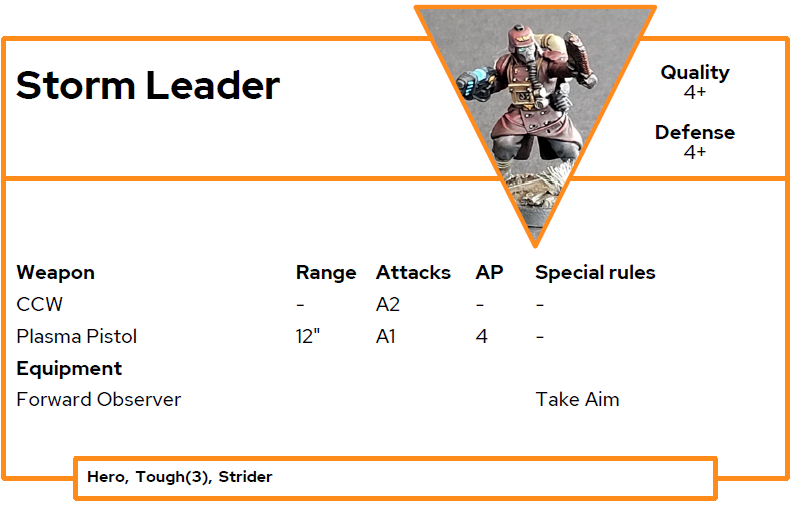 Storm Leader
Quality
4+
Defense
4+
Weapon Range Attacks AP Special rules
CCW - A2 - -
Plasma Pistol 12" A1 4 -
Equipment
Forward Observer Take Aim
Hero, Tough(3), Strider